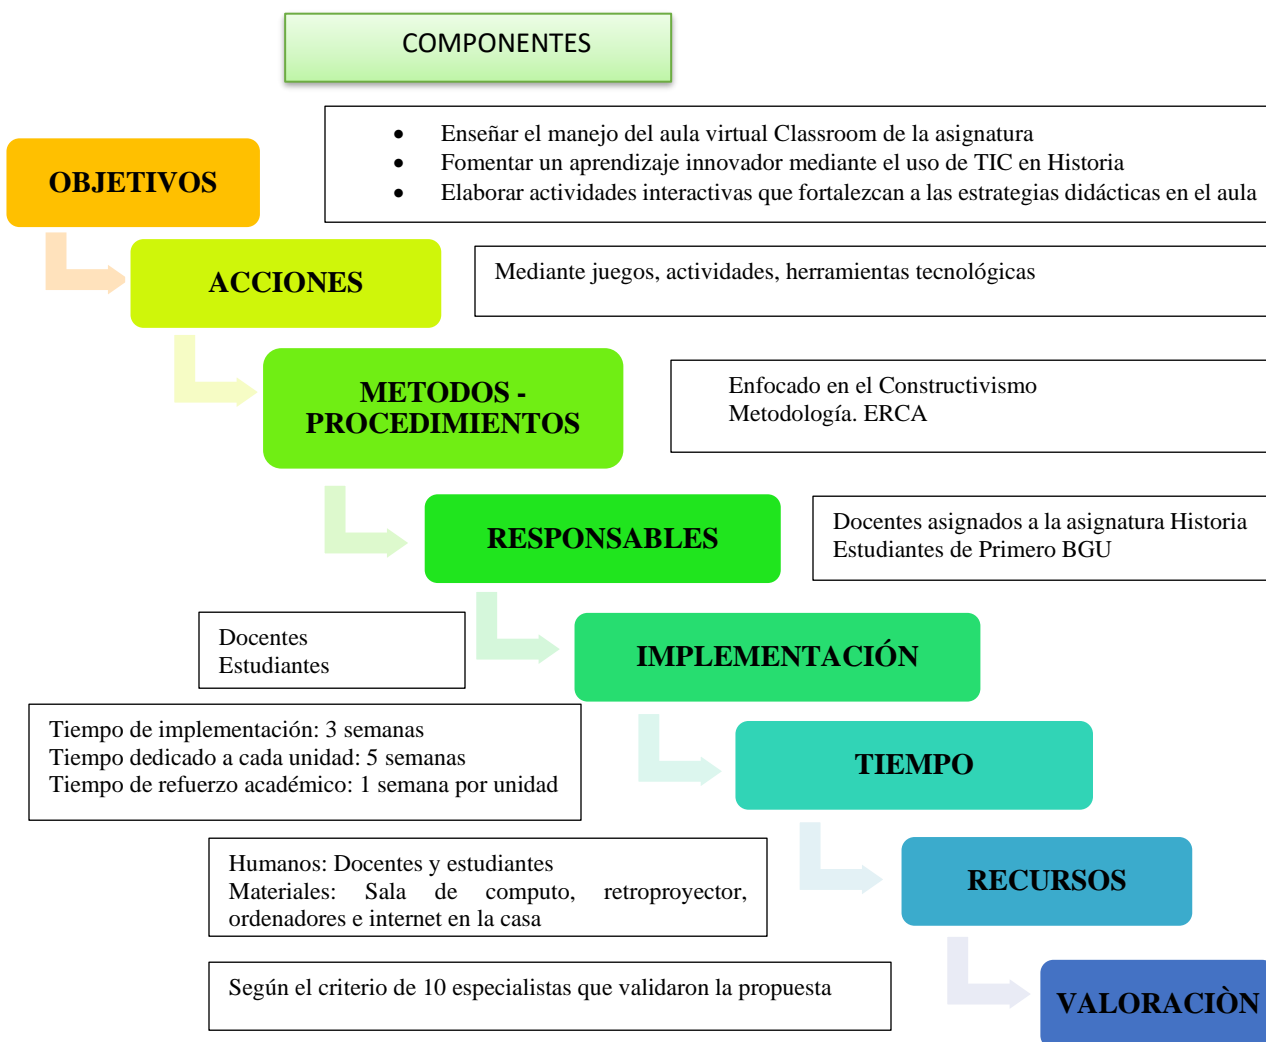 COMPONENTES
• Enseñar el manejo del aula virtual Classroom de la asignatura
• Fomentar un aprendizaje innovador mediante el uso de TIC en Historia
• Elaborar actividades interactivas que fortalezcan a las estrategias didácticas en el aula
OBJETIVOS
ACCIONES
Mediante juegos, actividades, herramientas tecnológicas
METODOS -
PROCEDIMIENTOS
Enfocado en el Constructivismo
Metodología. ERCA
RESPONSABLES
Docentes asignados a la asignatura Historia
Estudiantes de Primero BGU
Docentes
Estudiantes
IMPLEMENTACIÓN
Tiempo de implementación: 3 semanas
Tiempo dedicado a cada unidad: 5 semanas
Tiempo de refuerzo académico: 1 semana por unidad
TIEMPO
Humanos: Docentes y estudiantes
Materiales: Sala de computo, retroproyector,
ordenadores e internet en la casa
RECURSOS
Según el criterio de 10 especialistas que validaron la propuesta
VALORACIÒN